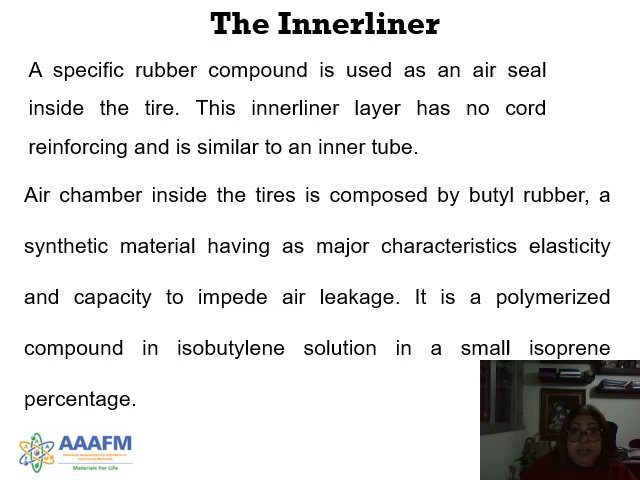 The Innerliner
A specific rubber compound is used as an air seal
inside the tire. This innerliner layer has no cord
reinforcing and is similar to an inner tube.
Air chamber inside the tires is composed by butyl rubber, a
synthetic material having as major characteristics elasticity
and capacity to impede air leakage. It is a polymerized
compound in isobutylene solution in a small isoprene
percentage.
AAAFM
Materials For Life